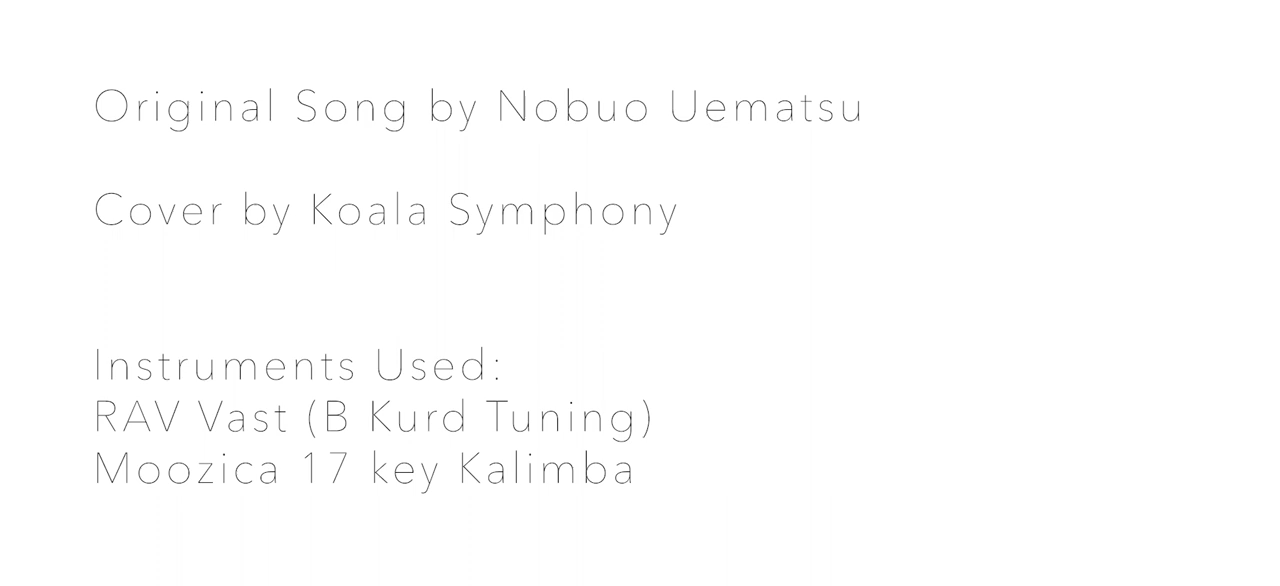 Original Song by Nobuo Uematsu
Cover by Koala Symphony
Instruments Used:
RAV Vast (B Kurd Tuning)
Moozica 17 key Kalimba